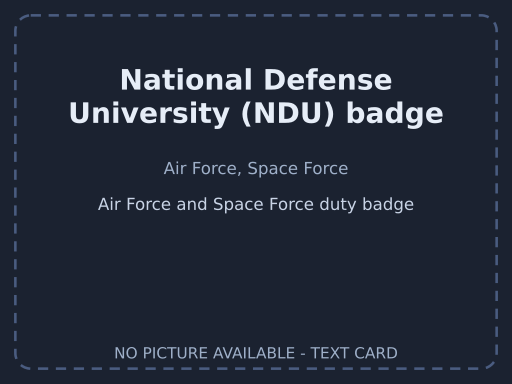 National Defense
University (NDU) badge
Air Force, Space Force
Air Force and Space Force duty badge
NO PICTURE AVAILABLE - TEXT CARD